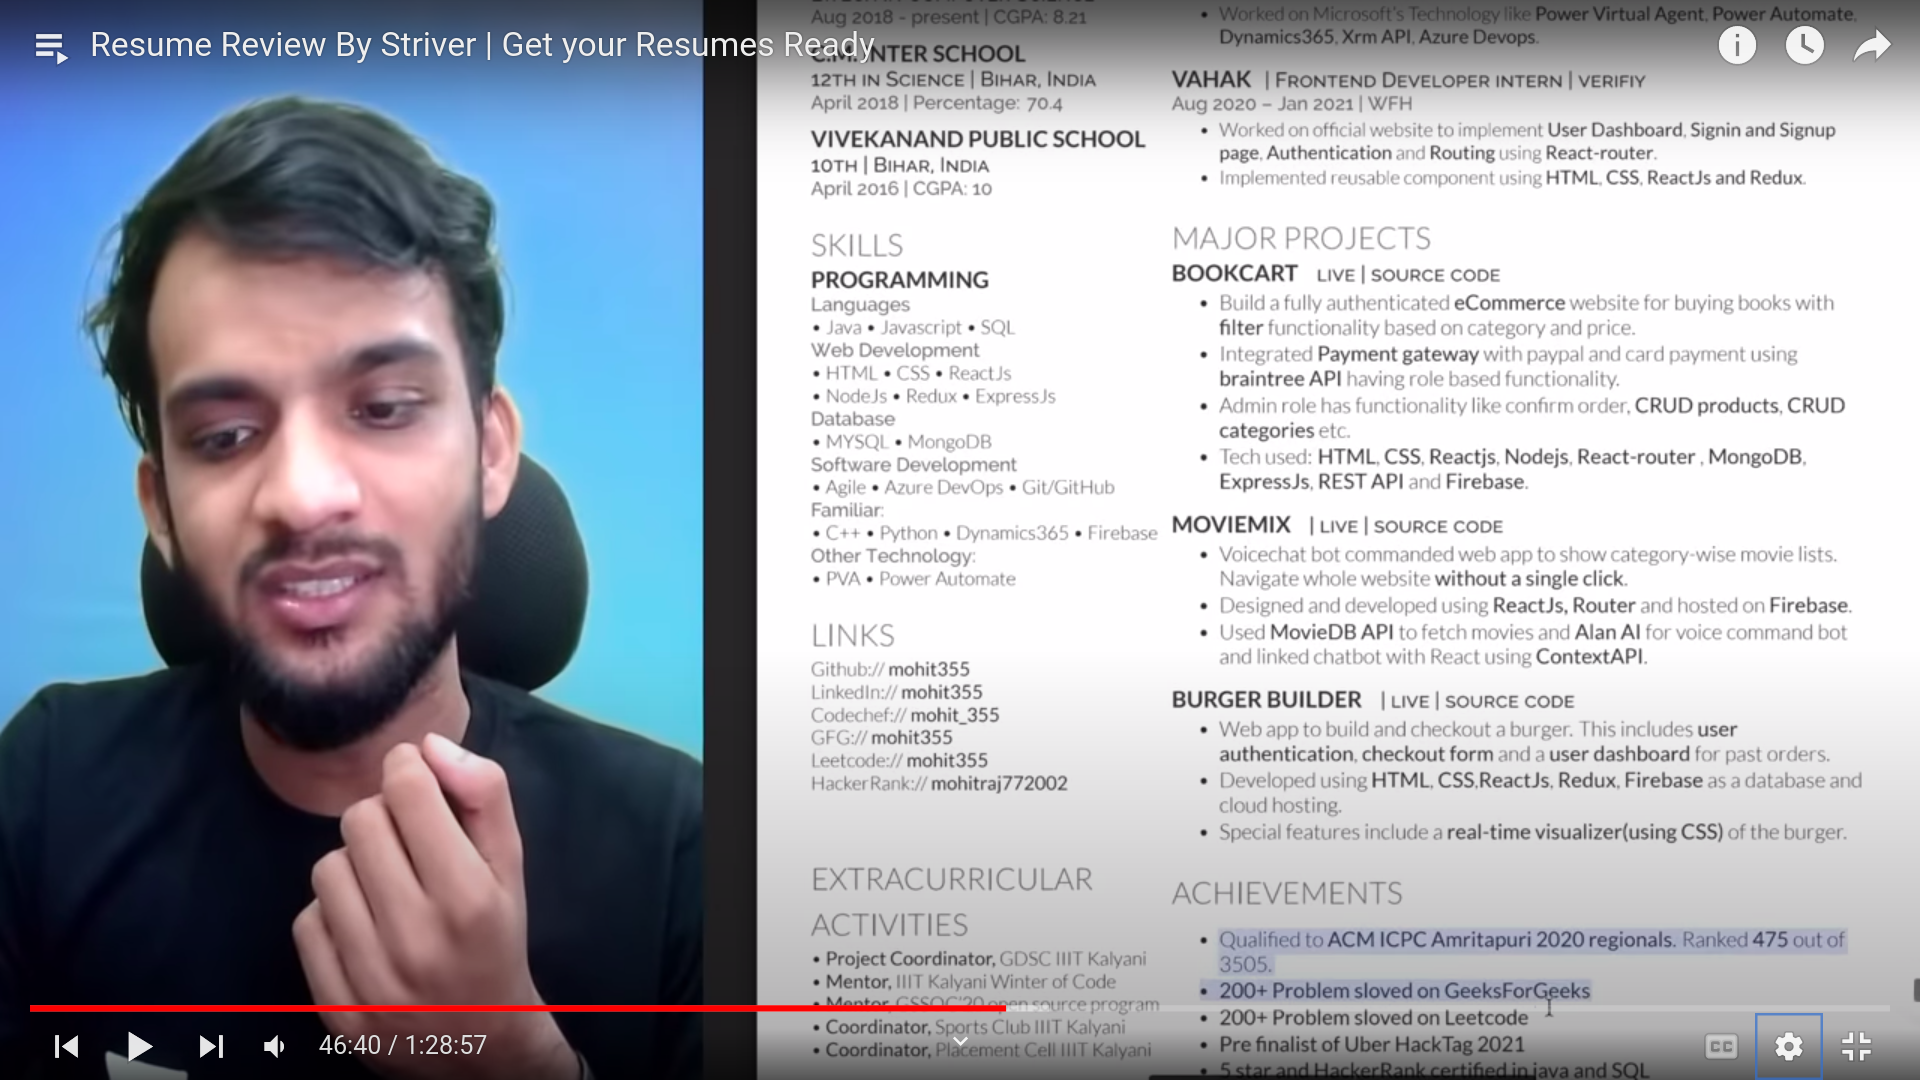 Resume Review By Striver | Get your Resumes Ready
Aug 2018 - present | CGPA: 8.21
C.M. INTER SCHOOL
12TH IN SCIENCE | BIHAR, INDIA
April 2018 | Percentage: 70.4
VIVEKANAND PUBLIC SCHOOL
10TH | BIHAR, INDIA
April 2016 | CGPA: 10
SKILLS
PROGRAMMING
Languages
• Java • Javascript • SQL
Web Development
• HTML • CSS • ReactJs
• NodeJs • Redux • ExpressJs
Database
• MYSQL • MongoDB
Software Development
• Agile • Azure DevOps • Git/GitHub
Familiar:
• C++ • Python • Dynamics365 • Firebase
Other Technology:
• PVA • Power Automate
LINKS
Github:// mohit355
LinkedIn:// mohit355
Codechef:// mohit_355
GFG:// mohit355
Leetcode:// mohit355
HackerRank:// mohitraj772002
EXTRACURRICULAR
ACTIVITIES
• Project Coordinator, GDSC IIIT Kalyani
• Mentor, IIIT Kalyani Winter of Code
• Mentor, GSSOC'20 open source program
• Coordinator, Sports Club IIIT Kalyani
• Coordinator, Placement Cell IIIT Kalyani
• Worked on Microsoft's Technology like Power Virtual Agent, Power Automate,
Dynamics365, Xrm API, Azure Devops.
VAHAK | FRONTEND DEVELOPER INTERN | VERIFIY
Aug 2020 – Jan 2021 | WFH
• Worked on official website to implement User Dashboard, Signin and Signup
page, Authentication and Routing using React-router.
• Implemented reusable component using HTML, CSS, ReactJs and Redux.
MAJOR PROJECTS
BOOKCART LIVE | SOURCE CODE
• Build a fully authenticated eCommerce website for buying books with
filter functionality based on category and price.
• Integrated Payment gateway with paypal and card payment using
braintree API having role based functionality.
• Admin role has functionality like confirm order, CRUD products, CRUD
categories etc.
• Tech used: HTML, CSS, Reactjs, Nodejs, React-router , MongoDB,
ExpressJs, REST API and Firebase.
MOVIEMIX | LIVE | SOURCE CODE
• Voicechat bot commanded web app to show category-wise movie lists.
Navigate whole website without a single click.
• Designed and developed using ReactJs, Router and hosted on Firebase.
• Used MovieDB API to fetch movies and Alan AI for voice command bot
and linked chatbot with React using ContextAPI.
BURGER BUILDER | LIVE | SOURCE CODE
• Web app to build and checkout a burger. This includes user
authentication, checkout form and a user dashboard for past orders.
• Developed using HTML, CSS,ReactJs, Redux, Firebase as a database and
cloud hosting.
• Special features include a real-time visualizer(using CSS) of the burger.
ACHIEVEMENTS
• Qualified to ACM ICPC Amritapuri 2020 regionals. Ranked 475 out of
3505.
• 200+ Problem sloved on GeeksForGeeks
• 200+ Problem sloved on Leetcode
• Pre finalist of Uber HackTag 2021
• 5 star and HackerRank certified in java and SQL
46:40 / 1:28:57
CC